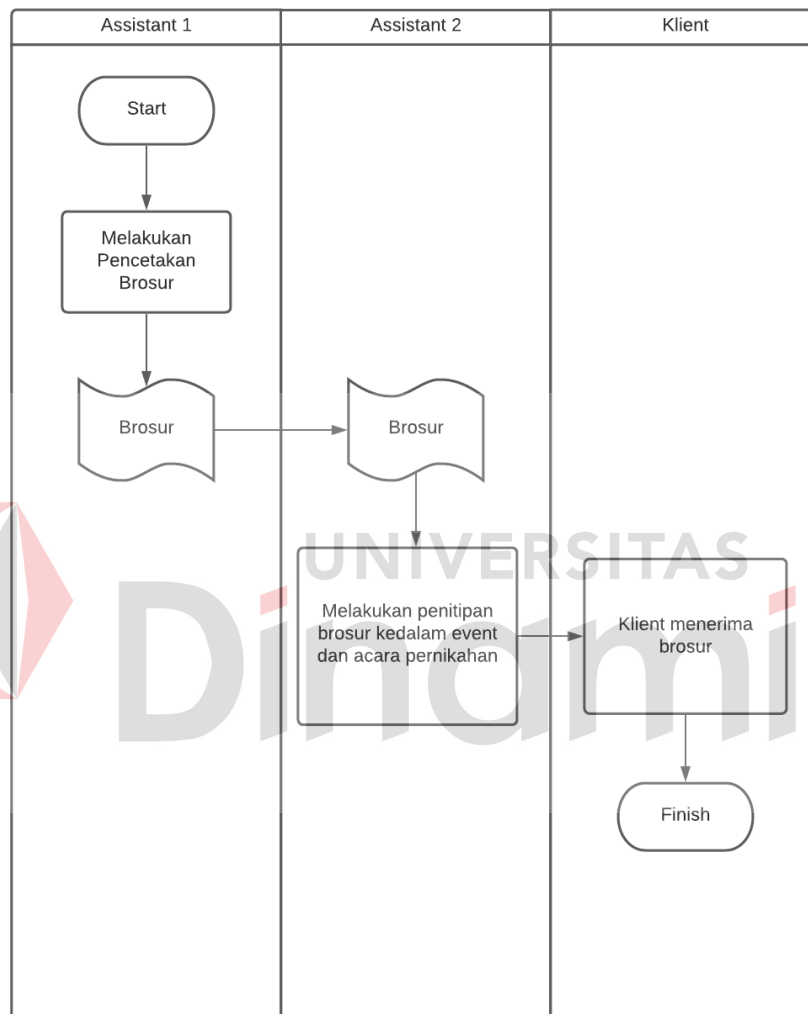 Assistant 1
Assistant 2
Klient
Start
Melakukan
Pencetakan
Brosur
Brosur
Brosur
UNIVERSITAS
Dinami
Melakukan penitipan
brosur kedalam event
dan acara pernikahan
Klient menerima
brosur
Finish